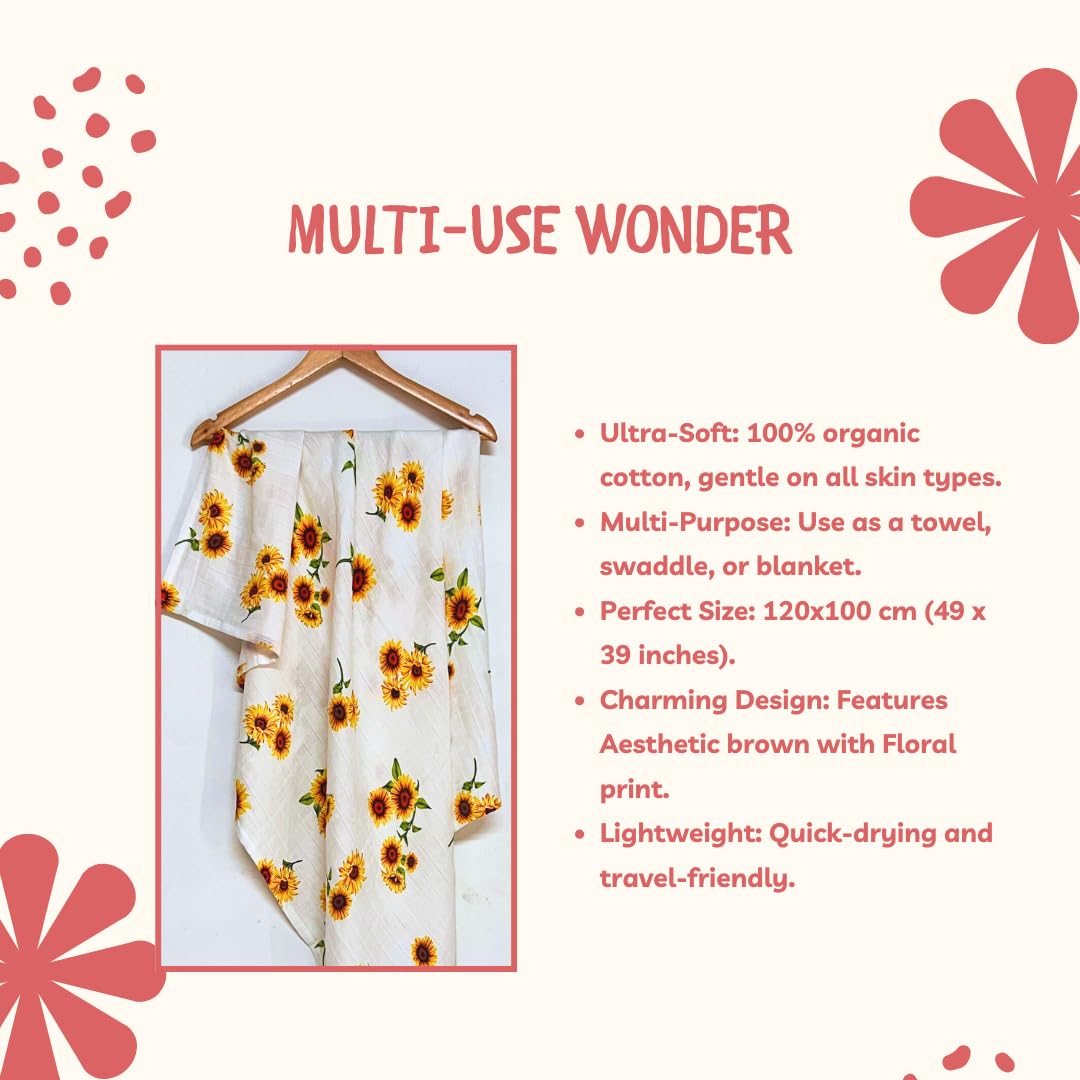 MULTI-USE WONDER
• Ultra-Soft: 100% organic
cotton, gentle on all skin types.
• Multi-Purpose: Use as a towel,
swaddle, or blanket.
• Perfect Size: 120x100 cm (49 x
39 inches).
• Charming Design: Features
Aesthetic brown with Floral
print.
• Lightweight: Quick-drying and
travel-friendly.